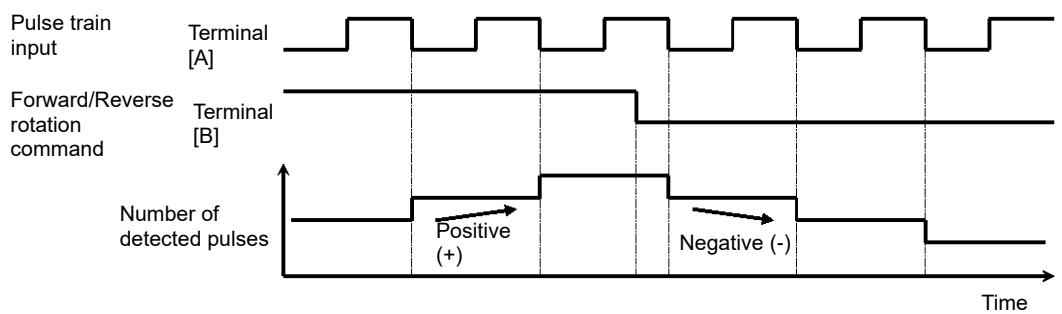 Pulse train
input
Terminal
[A]
Forward/Reverse
rotation
command
Terminal
[B]
Number of
detected pulses
Positive
(+)
Negative (-)
Time